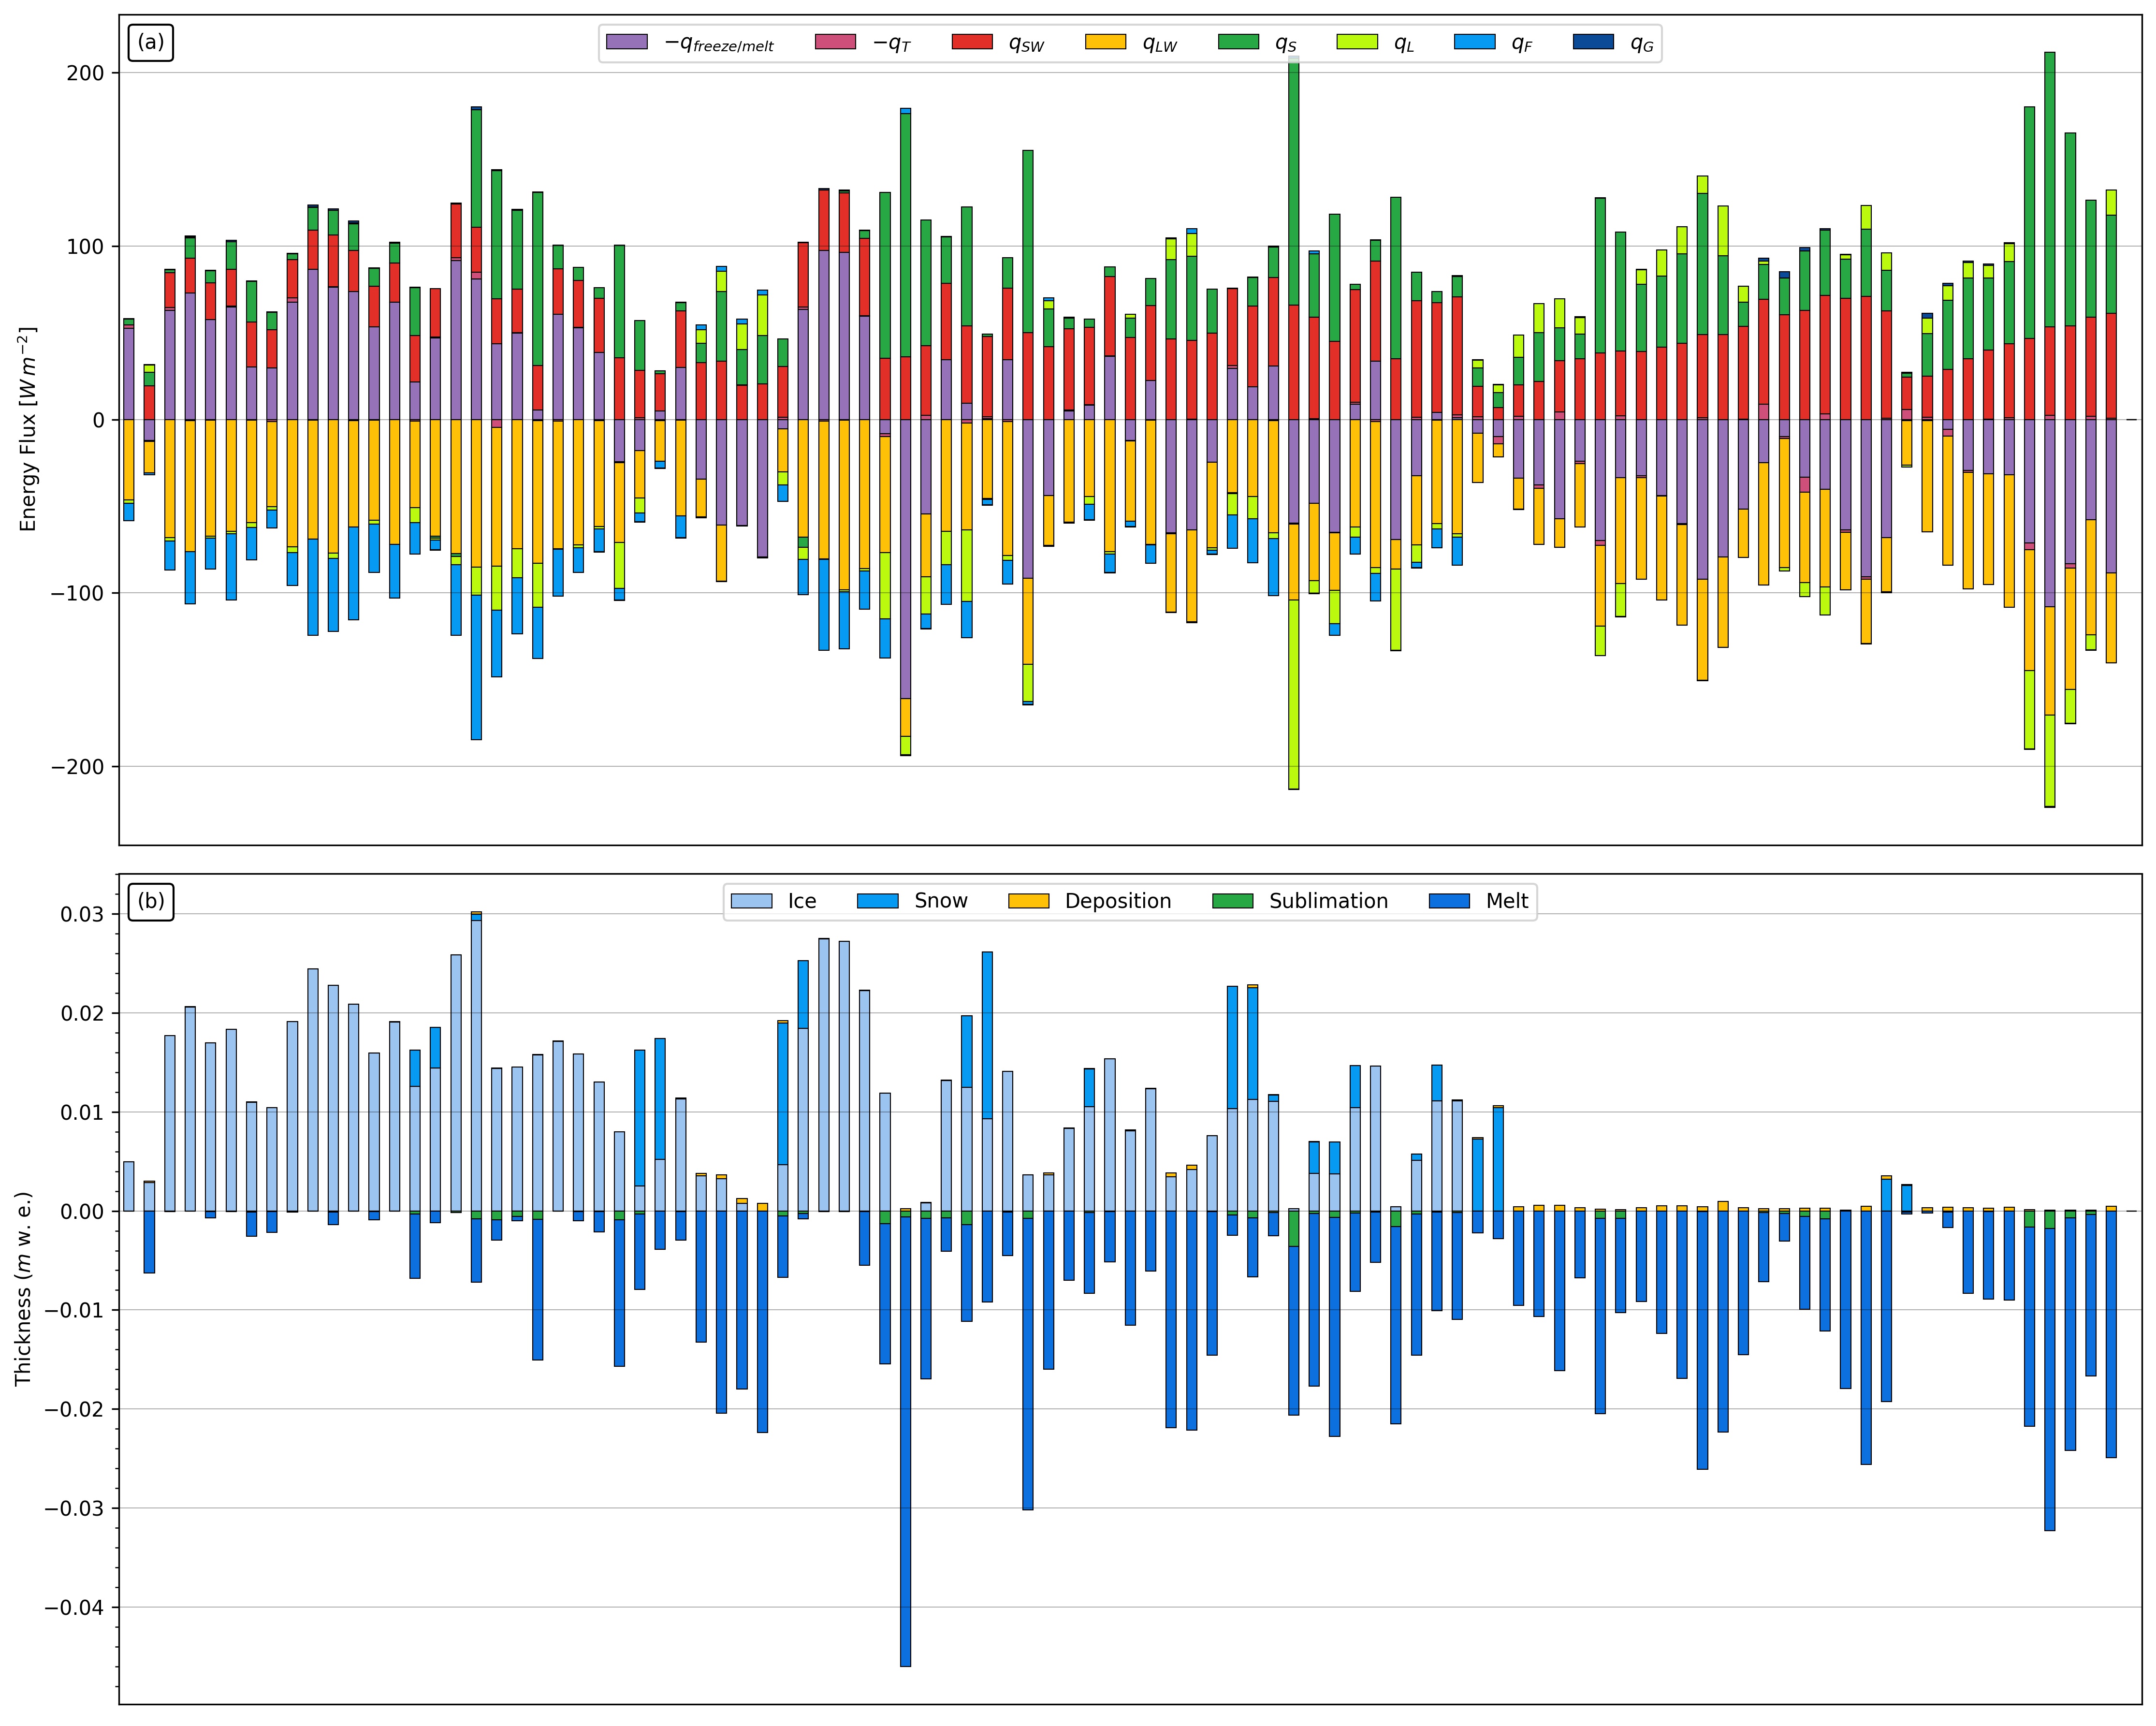 (a)
−q_freeze/melt −q_T q_SW q_LW q_S q_L q_F q_G
200
100
0
−100
−200
Energy Flux [W m⁻²]
(b)
Ice Snow Deposition Sublimation Melt
0.03
0.02
0.01
0.00
−0.01
−0.02
−0.03
−0.04
Thickness (m w. e.)